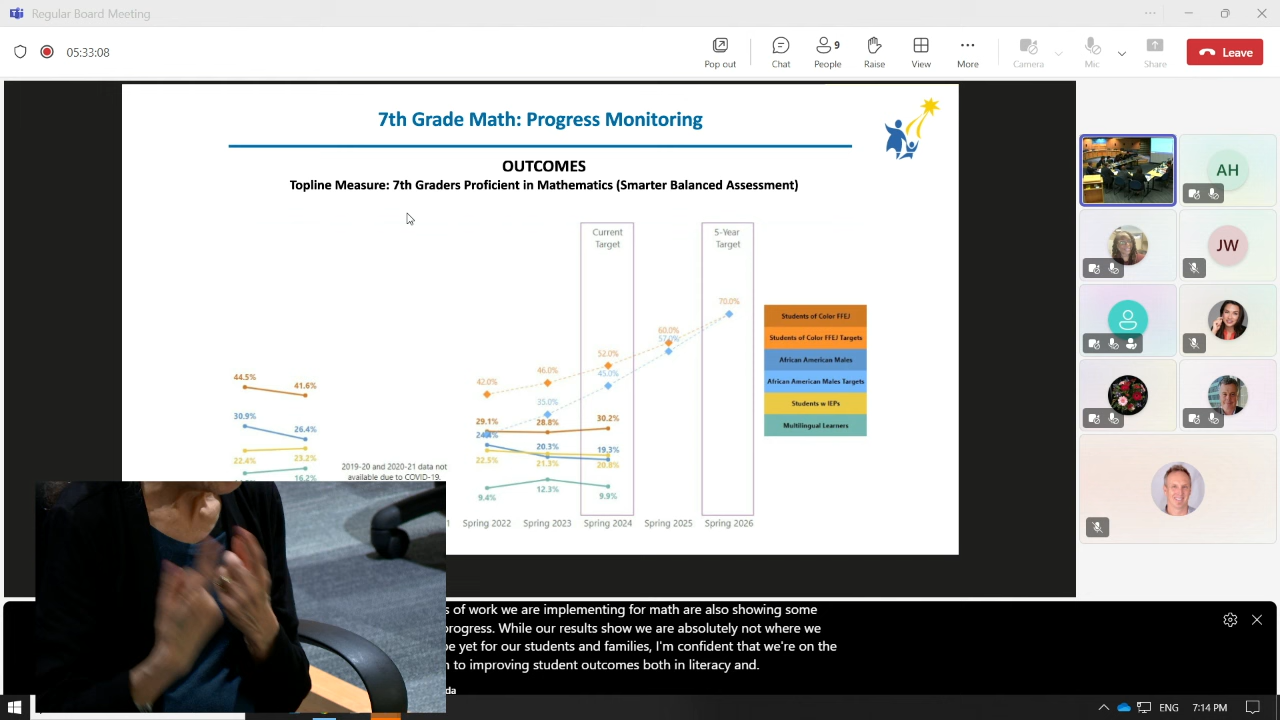 Regular Board Meeting
05:33:08
Pop out
Chat
9
People
Raise
View
More
Camera
Mic
Share
Leave
7th Grade Math: Progress Monitoring
OUTCOMES
Topline Measure: 7th Graders Proficient in Mathematics (Smarter Balanced Assessment)
Current
Target
5-Year
Target
70.0%
60.0%
57.0%
52.0%
45.0%
46.0%
42.0%
35.0%
44.5%
41.6%
30.9%
26.4%
22.4%
23.2%
16.2%
29.1%
28.8%
30.2%
20.3%
19.3%
22.5%
21.3%
20.8%
9.4%
12.3%
9.9%
2019-20 and 2020-21 data not
available due to COVID-19.
Spring 2022
Spring 2023
Spring 2024
Spring 2025
Spring 2026
Students of Color FFEJ
Students of Color FFEJ Targets
African American Males
African American Males Targets
Students w IEPs
Multilingual Learners
AH
JW
of work we are implementing for math are also showing some
rogress. While our results show we are absolutely not where we
yet for our students and families, I'm confident that we're on the
to improving student outcomes both in literacy and.
da
7:14 PM